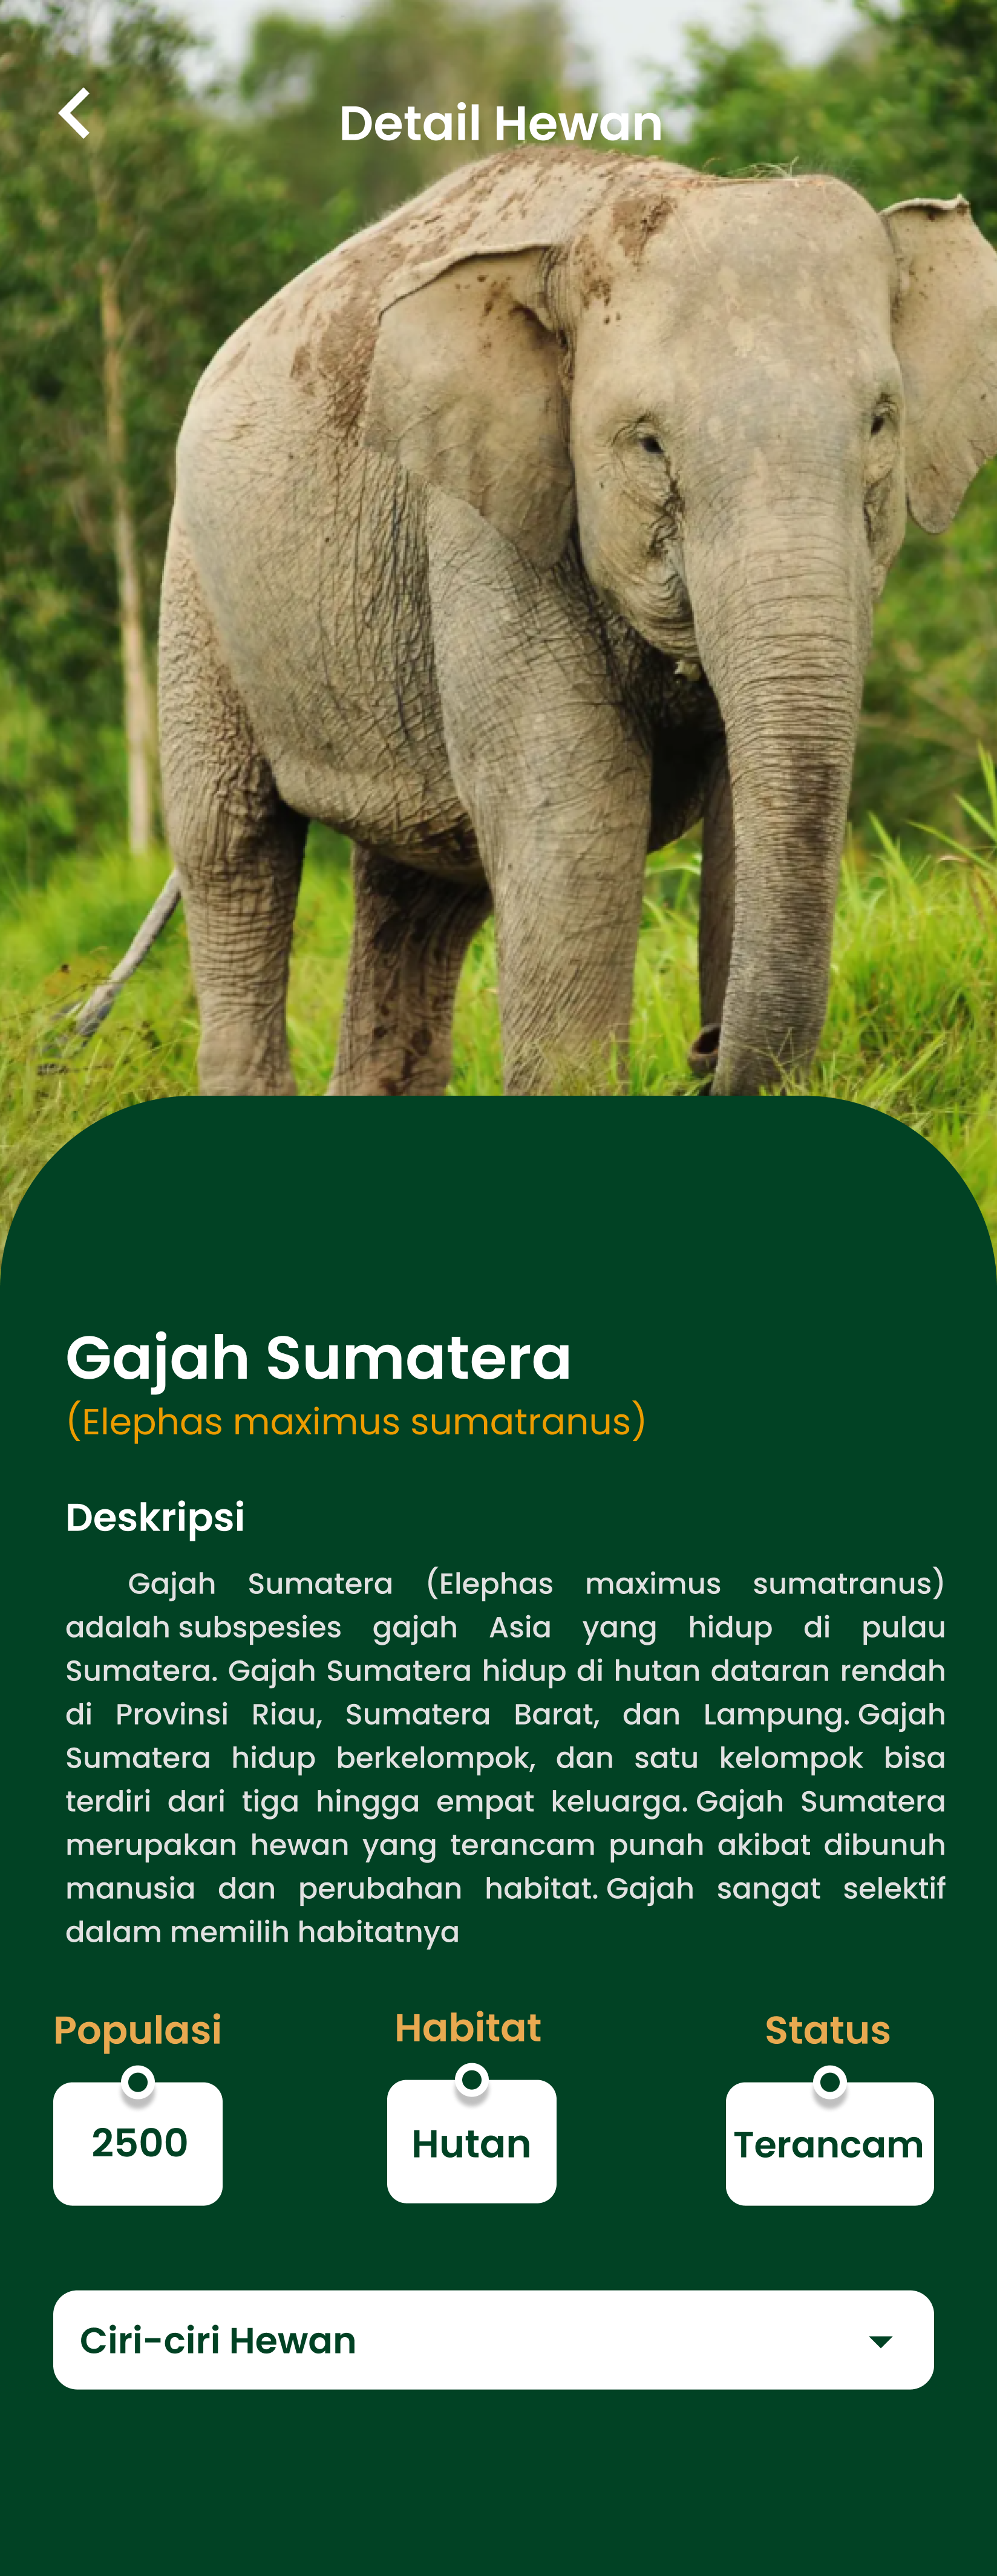 Detail Hewan
Gajah Sumatera
(Elephas maximus sumatranus)
Deskripsi
Gajah Sumatera (Elephas maximus sumatranus)
adalah subspesies gajah Asia yang hidup di pulau
Sumatera. Gajah Sumatera hidup di hutan dataran rendah
di Provinsi Riau, Sumatera Barat, dan Lampung. Gajah
Sumatera hidup berkelompok, dan satu kelompok bisa
terdiri dari tiga hingga empat keluarga. Gajah Sumatera
merupakan hewan yang terancam punah akibat dibunuh
manusia dan perubahan habitat. Gajah sangat selektif
dalam memilih habitatnya
Populasi
2500
Habitat
Hutan
Status
Terancam
Ciri-ciri Hewan